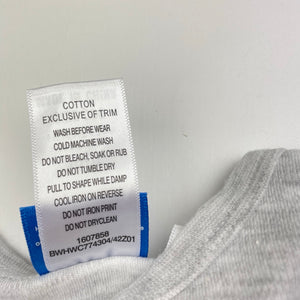 COTTON
EXCLUSIVE OF TRIM
WASH BEFORE WEAR
COLD MACHINE WASH
DO NOT BLEACH, SOAK OR RUB
DO NOT TUMBLE DRY
PULL TO SHAPE WHILE DAMP
COOL IRON ON REVERSE
DO NOT IRON PRINT
DO NOT DRYCLEAN
1607858
BWHWC774304/42Z01